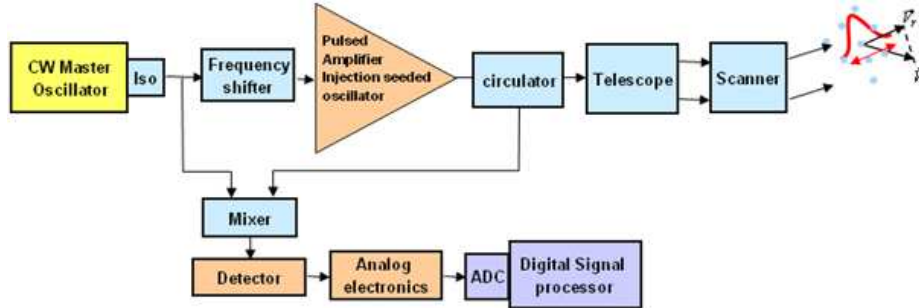 CW Master
Oscillator
Iso
Frequency
shifter
Pulsed
Amplifier
Injection seeded
oscillator
circulator
Telescope
Scanner
Mixer
Detector
Analog
electronics
ADC
Digital Signal
processor